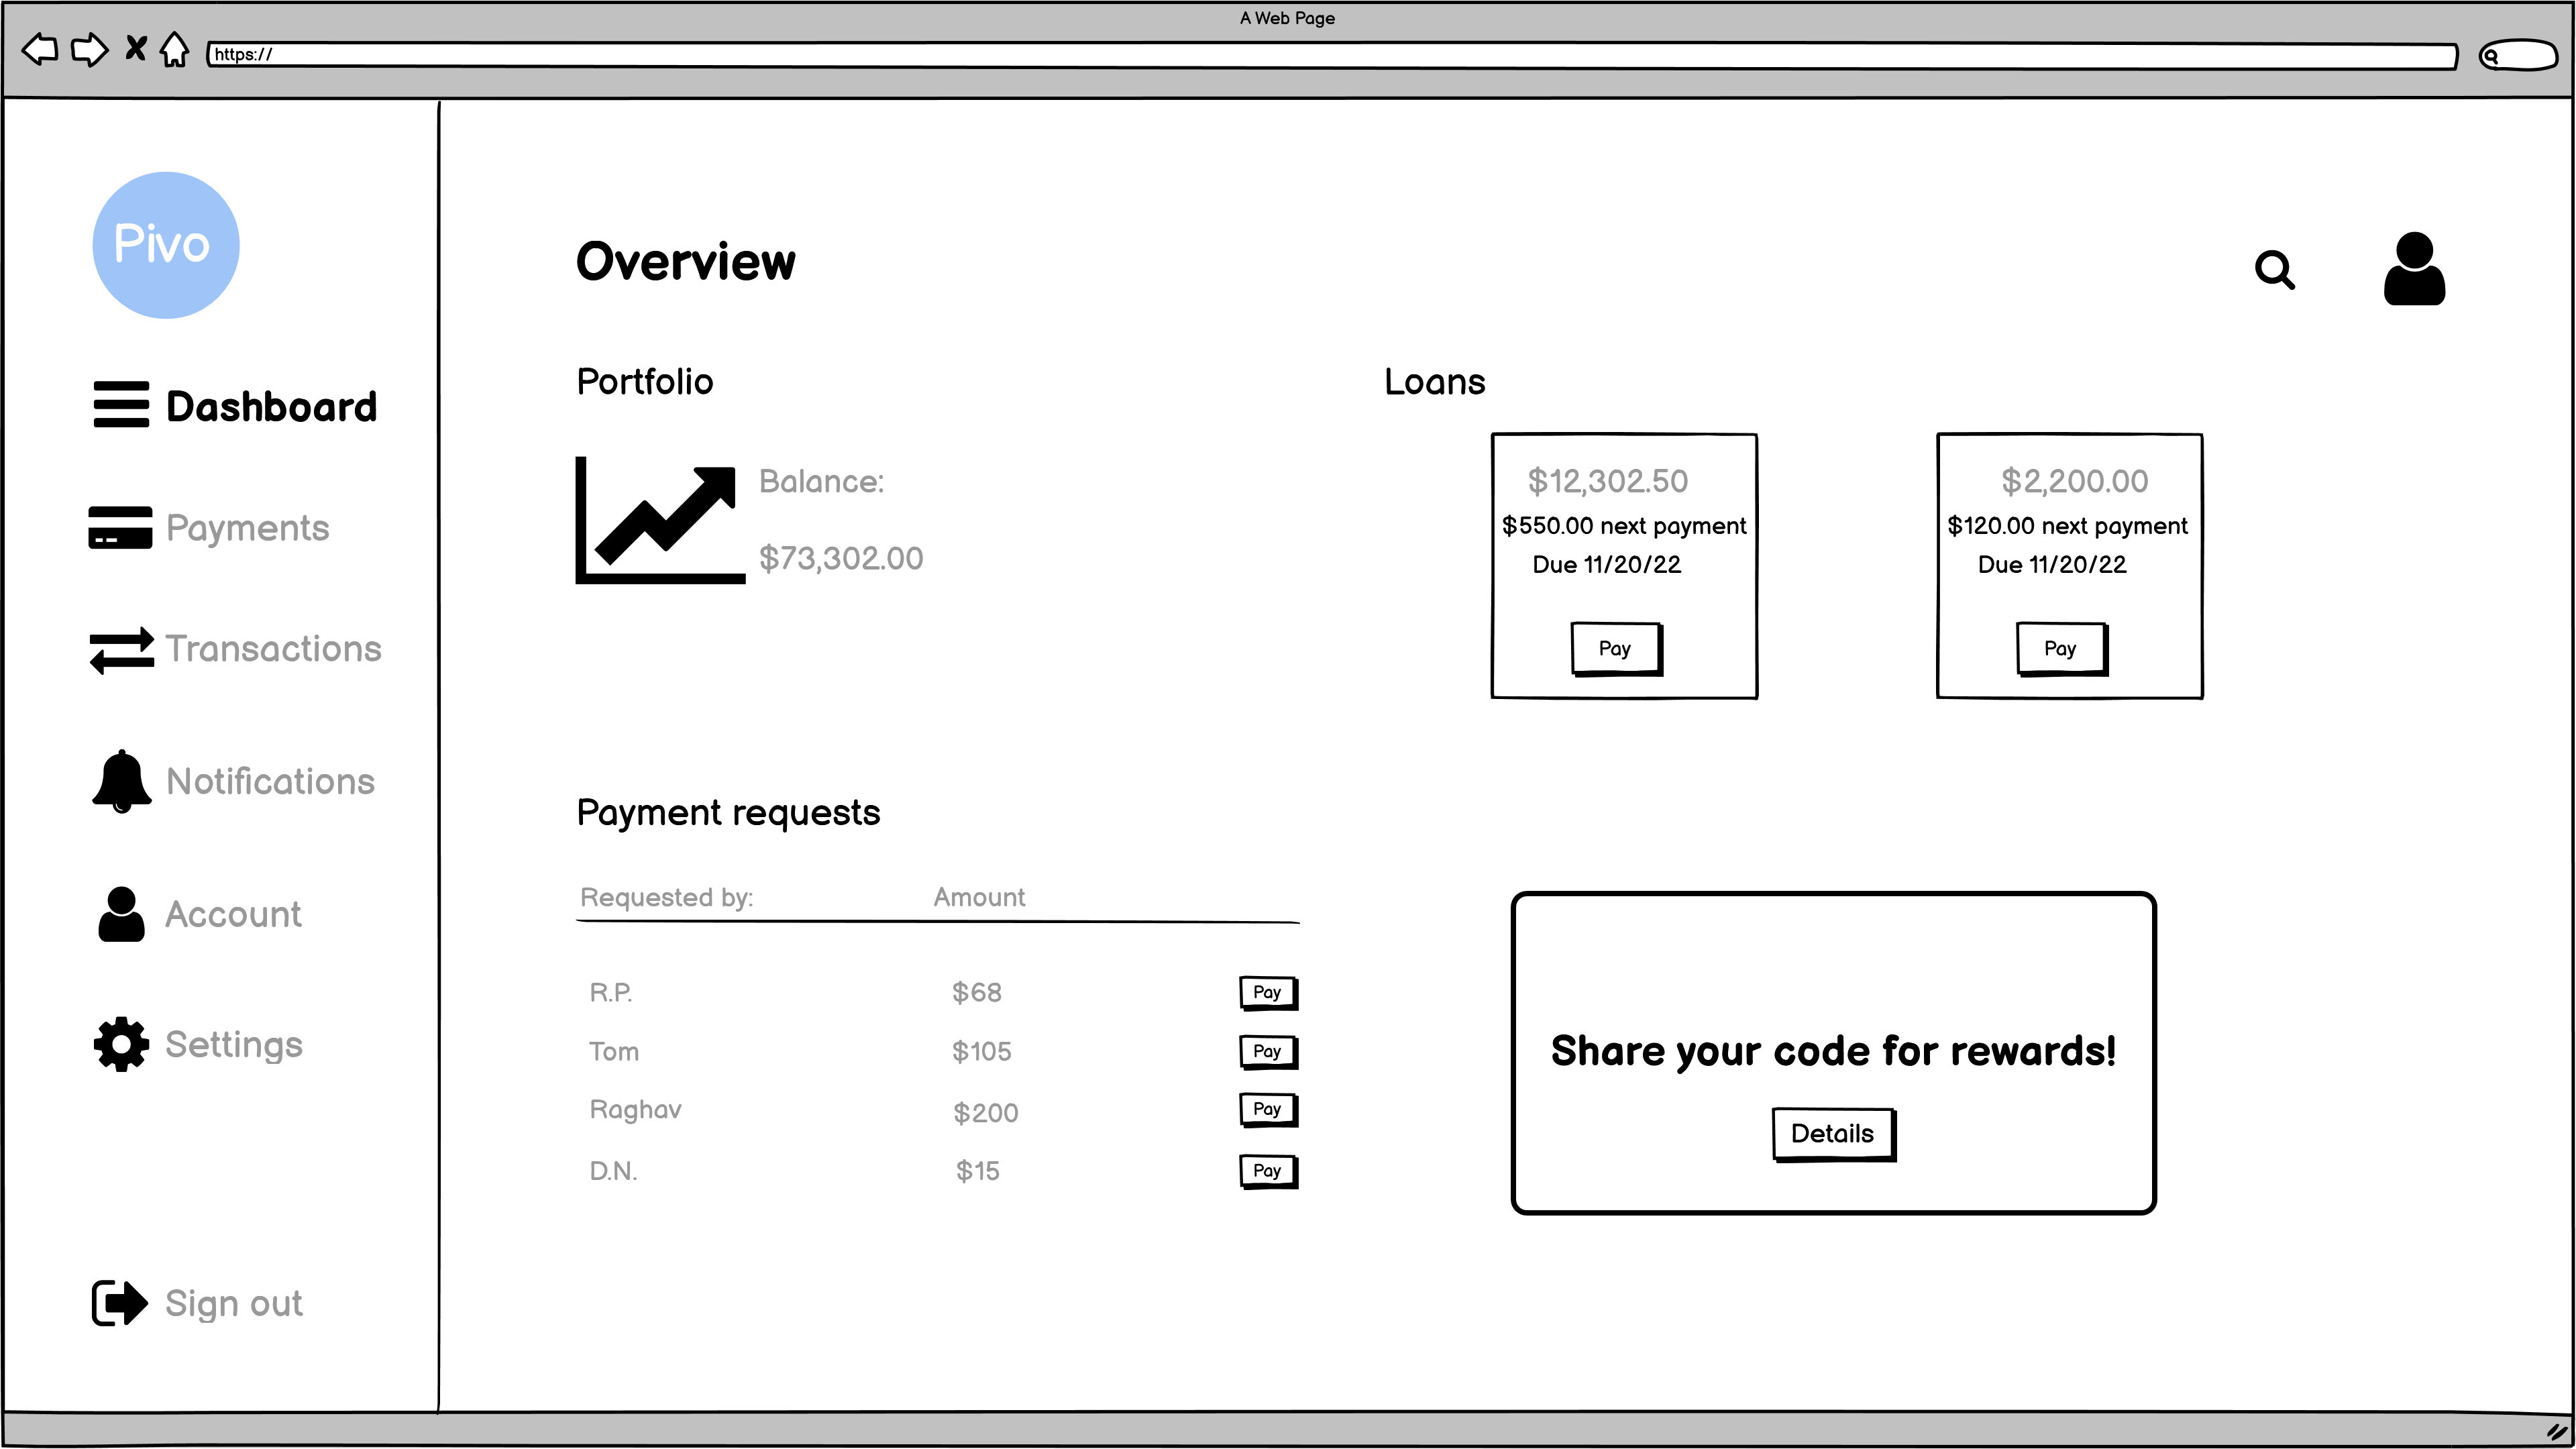 A Web Page
https://
Pivo
Dashboard
Payments
Transactions
Notifications
Account
Settings
Sign out
Overview
Portfolio
Balance:
$73,302.00
Loans
$12,302.50
$550.00 next payment
Due 11/20/22
Pay
$2,200.00
$120.00 next payment
Due 11/20/22
Pay
Payment requests
Requested by: Amount
R.P. $68 Pay
Tom $105 Pay
Raghav $200 Pay
D.N. $15 Pay
Share your code for rewards!
Details